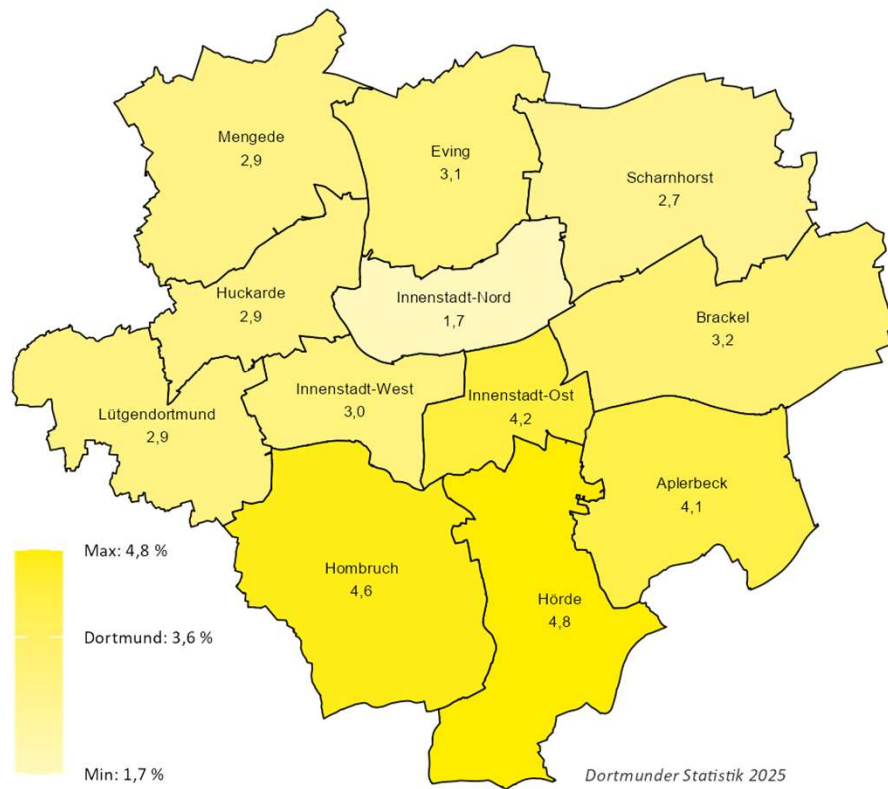 Mengede
2,9
Eving
3,1
Scharnhorst
2,7
Huckarde
2,9
Innenstadt-Nord
1,7
Brackel
3,2
Lütgendortmund
2,9
Innenstadt-West
3,0
Innenstadt-Ost
4,2
Aplerbeck
4,1
Hombruch
4,6
Hörde
4,8
Max: 4,8 %
Dortmund: 3,6 %
Min: 1,7 %
Dortmunder Statistik 2025